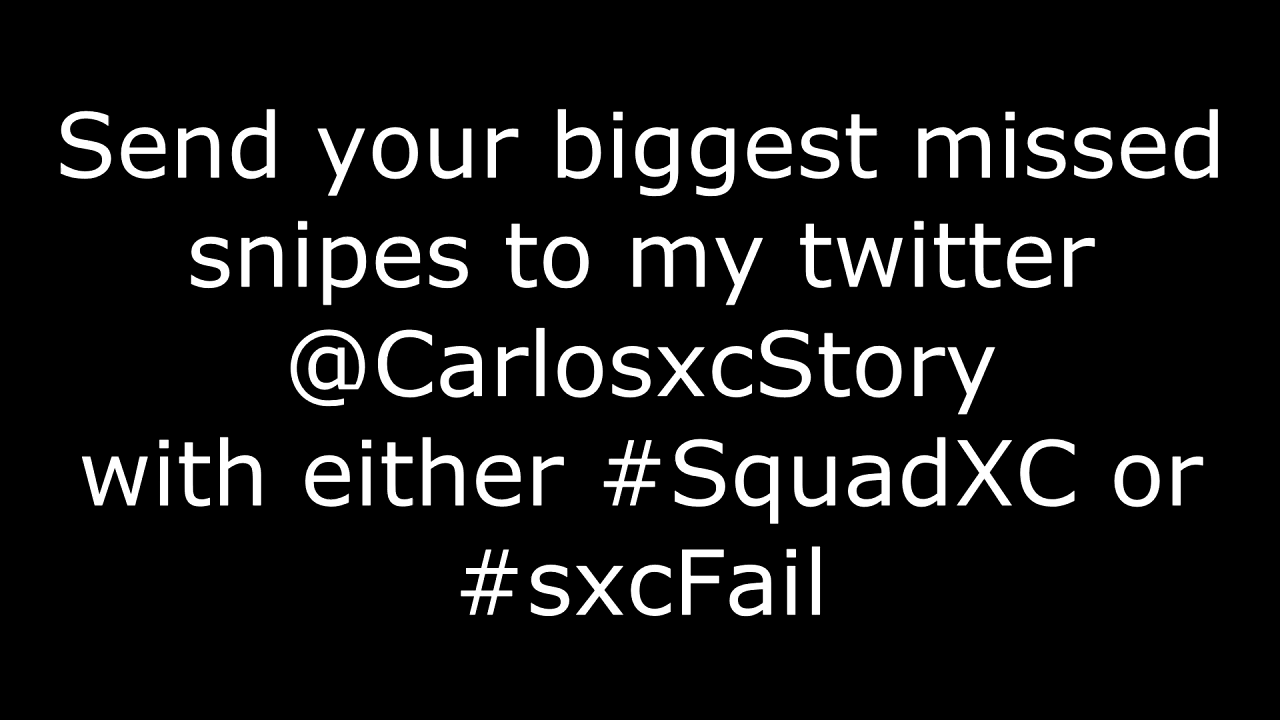 Send your biggest missed
snipes to my twitter
@CarlosxcStory
with either #SquadXC or
#sxcFail